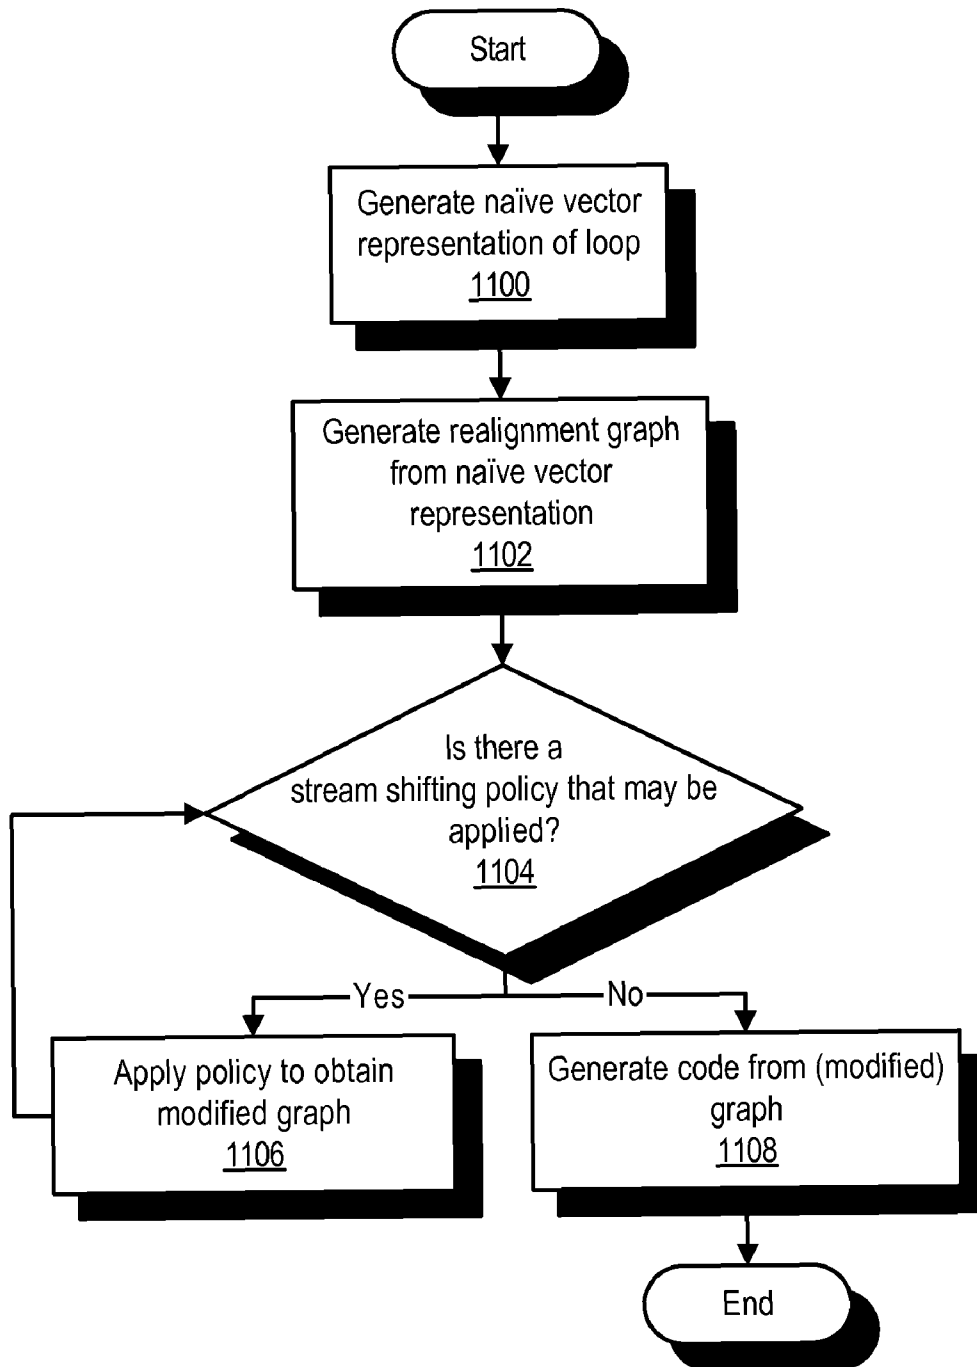 Start
Generate naïve vector
representation of loop
1100
Generate realignment graph
from naïve vector
representation
1102
Is there a
stream shifting policy that may be
applied?
1104
Yes
No
Apply policy to obtain
modified graph
1106
Generate code from (modified)
graph
1108
End